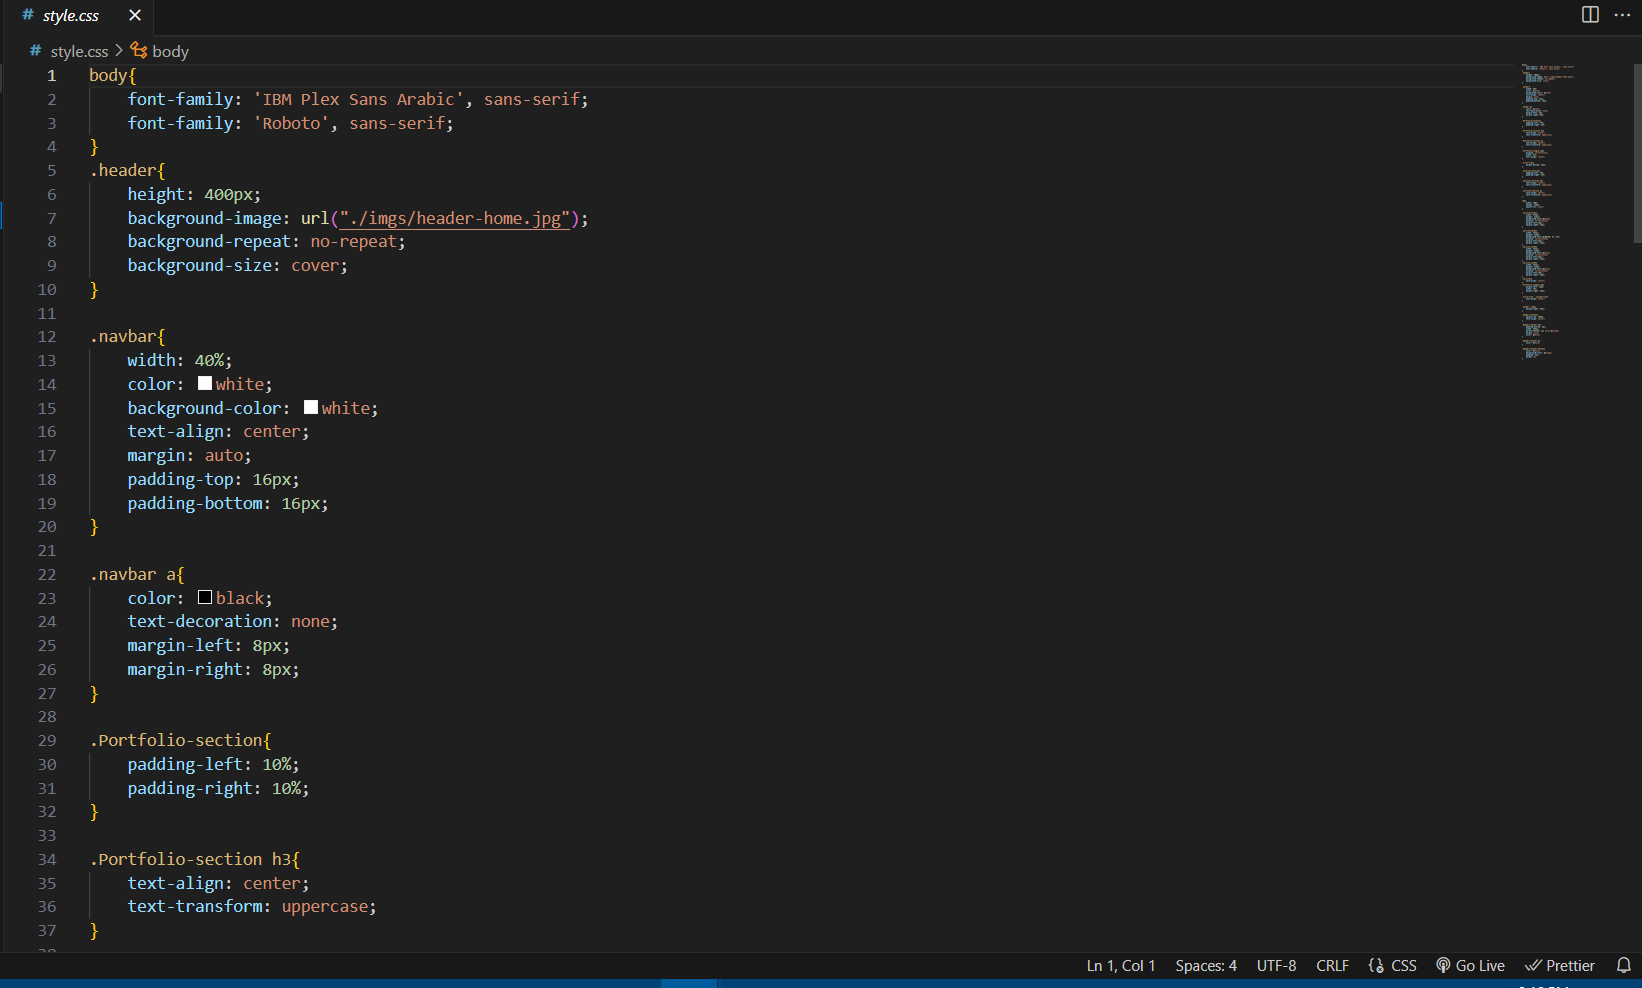 # style.css
# style.css > body
1 body{
2 font-family: 'IBM Plex Sans Arabic', sans-serif;
3 font-family: 'Roboto', sans-serif;
4 }
5 .header{
6 height: 400px;
7 background-image: url("./imgs/header-home.jpg");
8 background-repeat: no-repeat;
9 background-size: cover;
10 }
11
12 .navbar{
13 width: 40%;
14 color: white;
15 background-color: white;
16 text-align: center;
17 margin: auto;
18 padding-top: 16px;
19 padding-bottom: 16px;
20 }
21
22 .navbar a{
23 color: black;
24 text-decoration: none;
25 margin-left: 8px;
26 margin-right: 8px;
27 }
28
29 .Portfolio-section{
30 padding-left: 10%;
31 padding-right: 10%;
32 }
33
34 .Portfolio-section h3{
35 text-align: center;
36 text-transform: uppercase;
37 }
Ln 1, Col 1 Spaces: 4 UTF-8 CRLF {} CSS Go Live Prettier